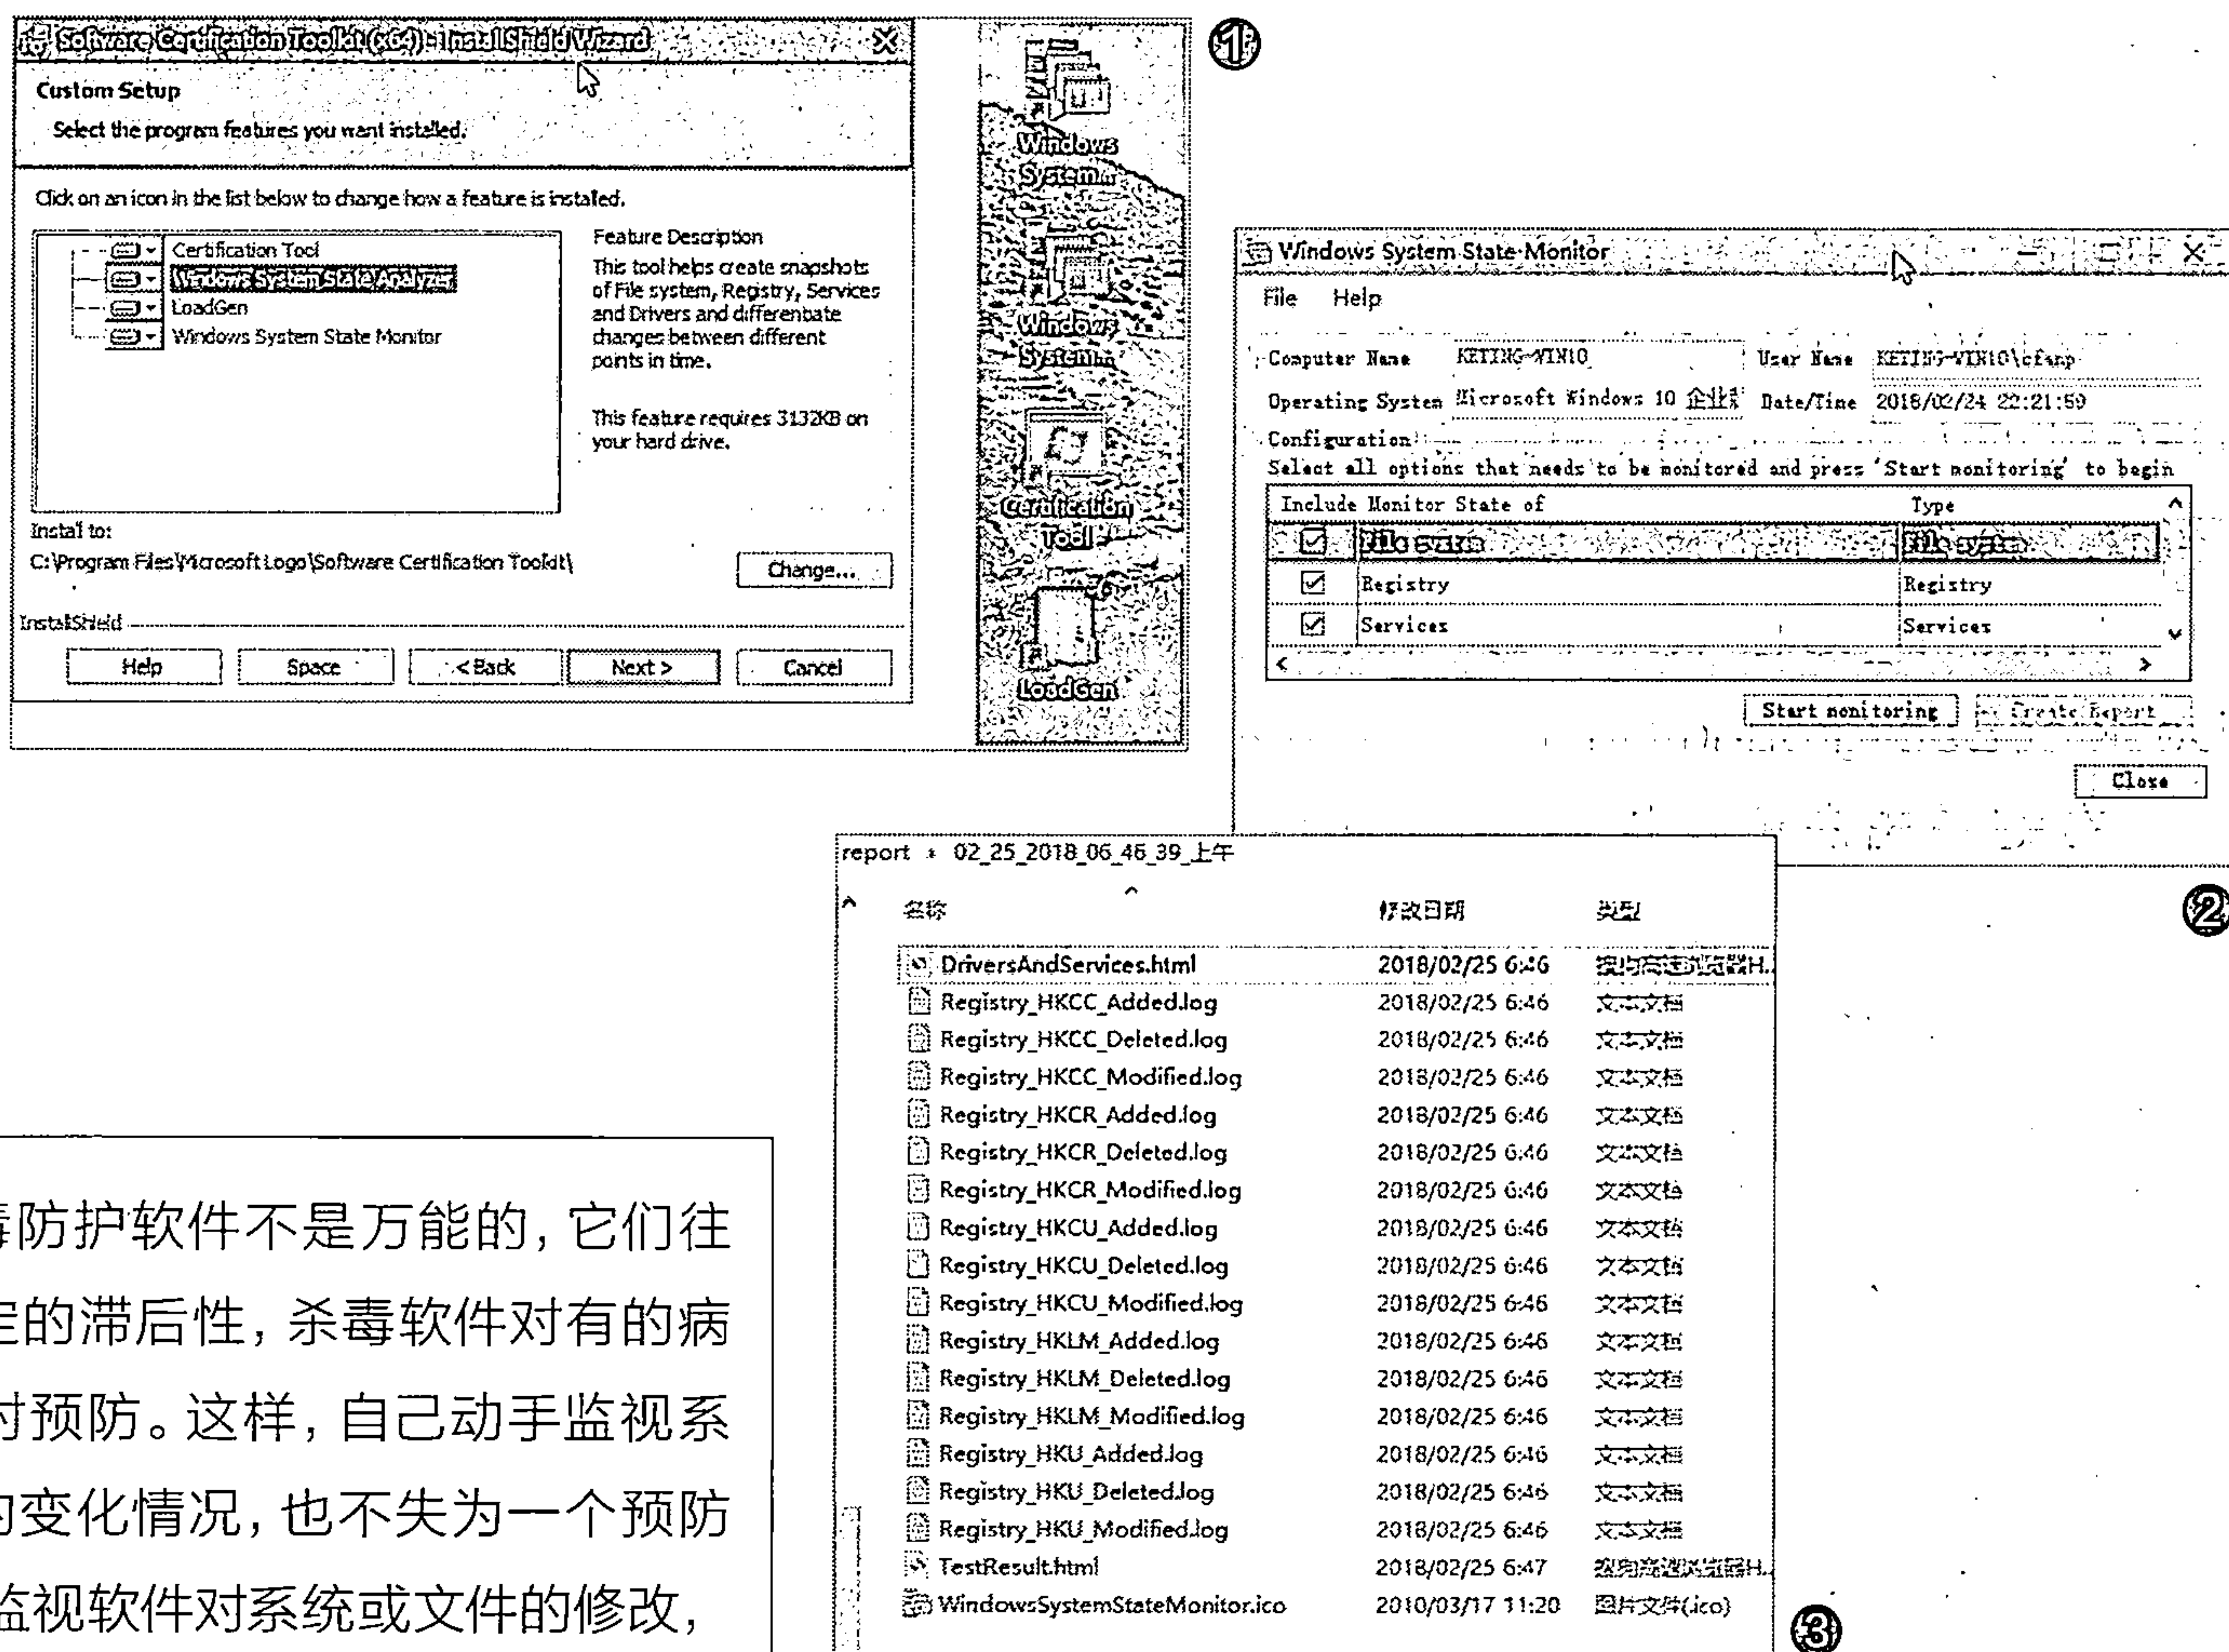 Software Certification Toolkit (x64) - InstallShield Wizard
Custom Setup
Select the program features you want installed.
Click on an icon in the list below to change how a feature is installed.
Certification Tool
Windows System State Analyzer
LoadGen
Windows System State Monitor
Feature Description
This tool helps create snapshots
of File system, Registry, Services
and Drivers and differentiate
changes between different
points in time.
This feature requires 3132KB on
your hard drive.
Install to:
C:\Program Files\Microsoft Logo\Software Certification Toolkit\
Change...
InstallShield
Help
Space
< Back
Next >
Cancel
Windows
System...
Windows
System...
Certification
Tool
LoadGen
①
Windows System State Monitor
File Help
Computer Name KETING-WIN10 User Name KETING-WIN10\cfanp
Operating System Microsoft Windows 10 企业 Date/Time 2018/02/24 22:21:59
Configuration
Select all options that needs to be monitored and press 'Start monitoring' to begin
Include Monitor State of Type
File system File system
Registry Registry
Services Services
Start monitoring Create Report
Close
②
report 02_25_2018_06_46_39_上午
名称 修改日期 类型
DriversAndServices.html 2018/02/25 6:46
Registry_HKCC_Added.log 2018/02/25 6:46 文本文档
Registry_HKCC_Deleted.log 2018/02/25 6:46 文本文档
Registry_HKCC_Modified.log 2018/02/25 6:46 文本文档
Registry_HKCR_Added.log 2018/02/25 6:46 文本文档
Registry_HKCR_Deleted.log 2018/02/25 6:46 文本文档
Registry_HKCR_Modified.log 2018/02/25 6:46 文本文档
Registry_HKCU_Added.log 2018/02/25 6:46 文本文档
Registry_HKCU_Deleted.log 2018/02/25 6:46 文本文档
Registry_HKCU_Modified.log 2018/02/25 6:46 文本文档
Registry_HKLM_Added.log 2018/02/25 6:46 文本文档
Registry_HKLM_Deleted.log 2018/02/25 6:46 文本文档
Registry_HKLM_Modified.log 2018/02/25 6:46 文本文档
Registry_HKU_Added.log 2018/02/25 6:46 文本文档
Registry_HKU_Deleted.log 2018/02/25 6:46 文本文档
Registry_HKU_Modified.log 2018/02/25 6:46 文本文档
TestResult.html 2018/02/25 6:47
WindowsSystemStateMonitor.ico 2010/03/17 11:20 图片文件(.ico)
③
防护软件不是万能的，它们往
的滞后性，杀毒软件对有的病
预防。这样，自己动手监视系
变化情况，也不失为一个预防
监视软件对系统或文件的修改，